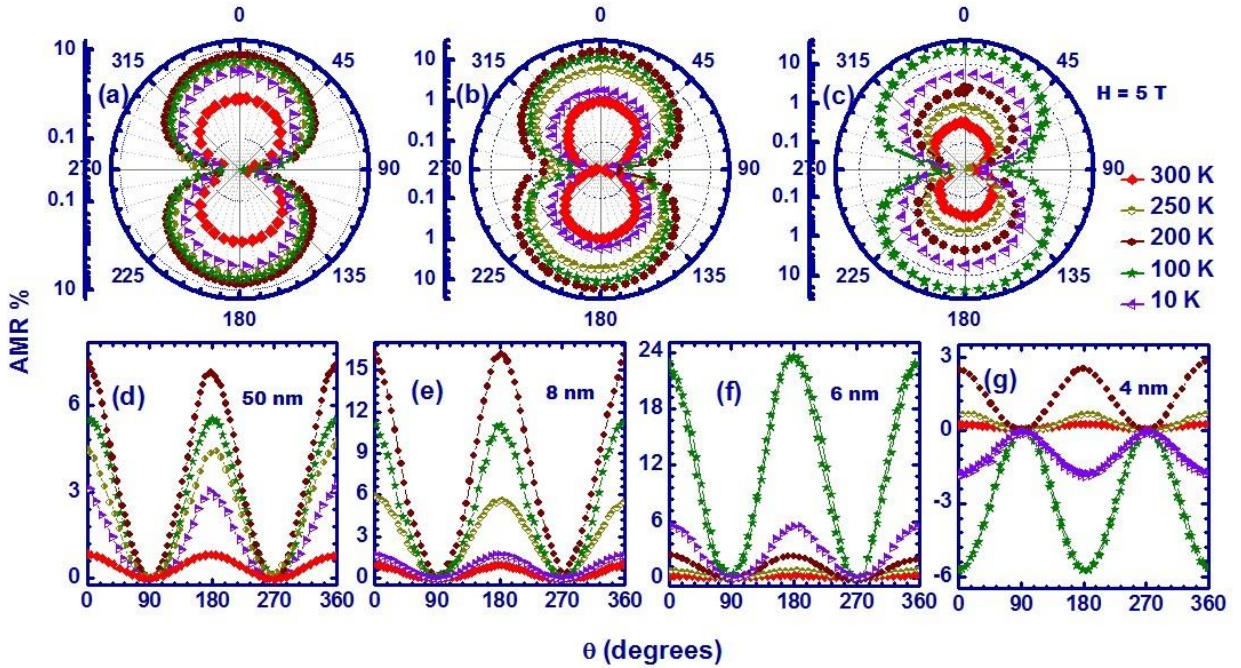 0 0 0
10 315 45 10 315 45 10 315 45
(a) (b) (c) H = 5 T
1 1
0.1 0.1 0.1
270 90 270 90 270 90
0.1 0.1 0.1
1 1
225 135 225 135 225 135
10 10 10
180 180 180
300 K
250 K
200 K
100 K
10 K
AMR %
(d) 50 nm (e) 8 nm (f) 6 nm (g) 4 nm
6 3 0
15 12 9 6 3 0
24 18 12 6 0
3 0 -3 -6
0 90 180 270 360 0 90 180 270 360 0 90 180 270 360 0 90 180 270 360
θ (degrees)